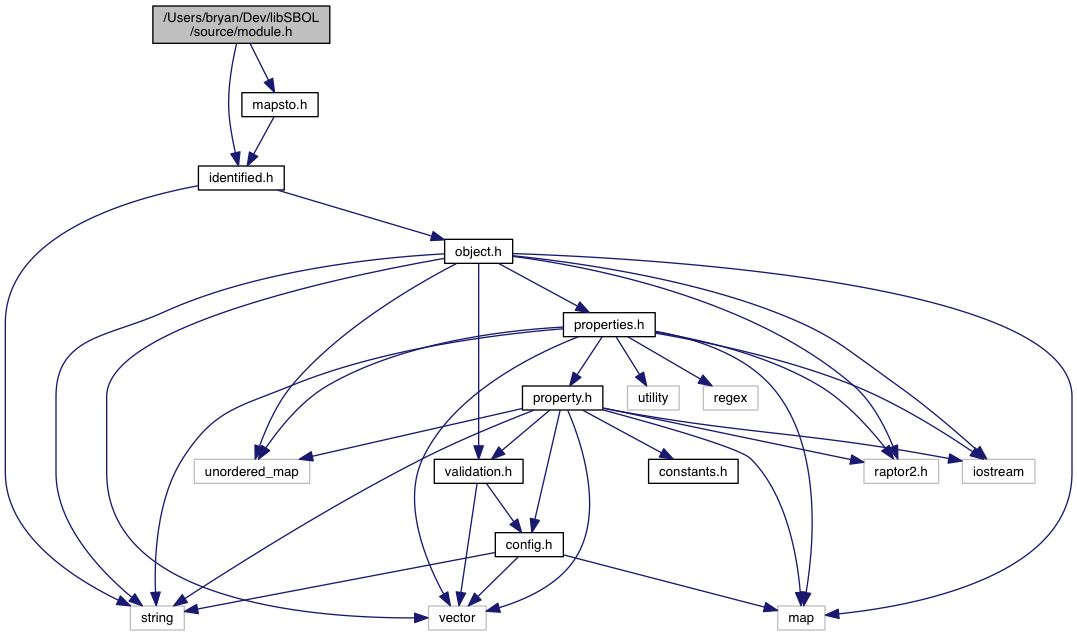 /Users/bryan/Dev/libSBOL
/source/module.h
mapsto.h
identified.h
object.h
properties.h
property.h
utility
regex
unordered_map
validation.h
constants.h
raptor2.h
iostream
config.h
string
vector
map